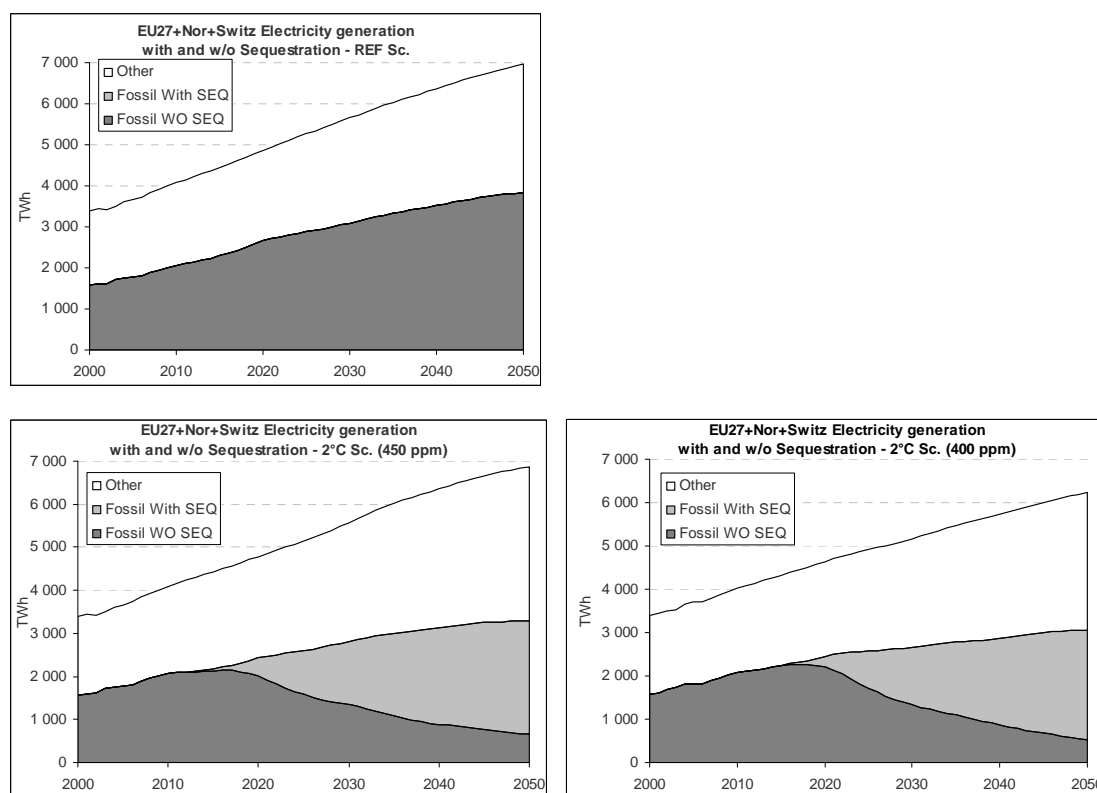 EU27+Nor+Switz Electricity generation
with and w/o Sequestration - REF Sc.
7 000
6 000
5 000
4 000
3 000
2 000
1 000
0
TWh
Other
Fossil With SEQ
Fossil WO SEQ
2000 2010 2020 2030 2040 2050
EU27+Nor+Switz Electricity generation
with and w/o Sequestration - 2°C Sc. (450 ppm)
7 000
6 000
5 000
4 000
3 000
2 000
1 000
0
TWh
Other
Fossil With SEQ
Fossil WO SEQ
2000 2010 2020 2030 2040 2050
EU27+Nor+Switz Electricity generation
with and w/o Sequestration - 2°C Sc. (400 ppm)
7 000
6 000
5 000
4 000
3 000
2 000
1 000
0
TWh
Other
Fossil With SEQ
Fossil WO SEQ
2000 2010 2020 2030 2040 2050